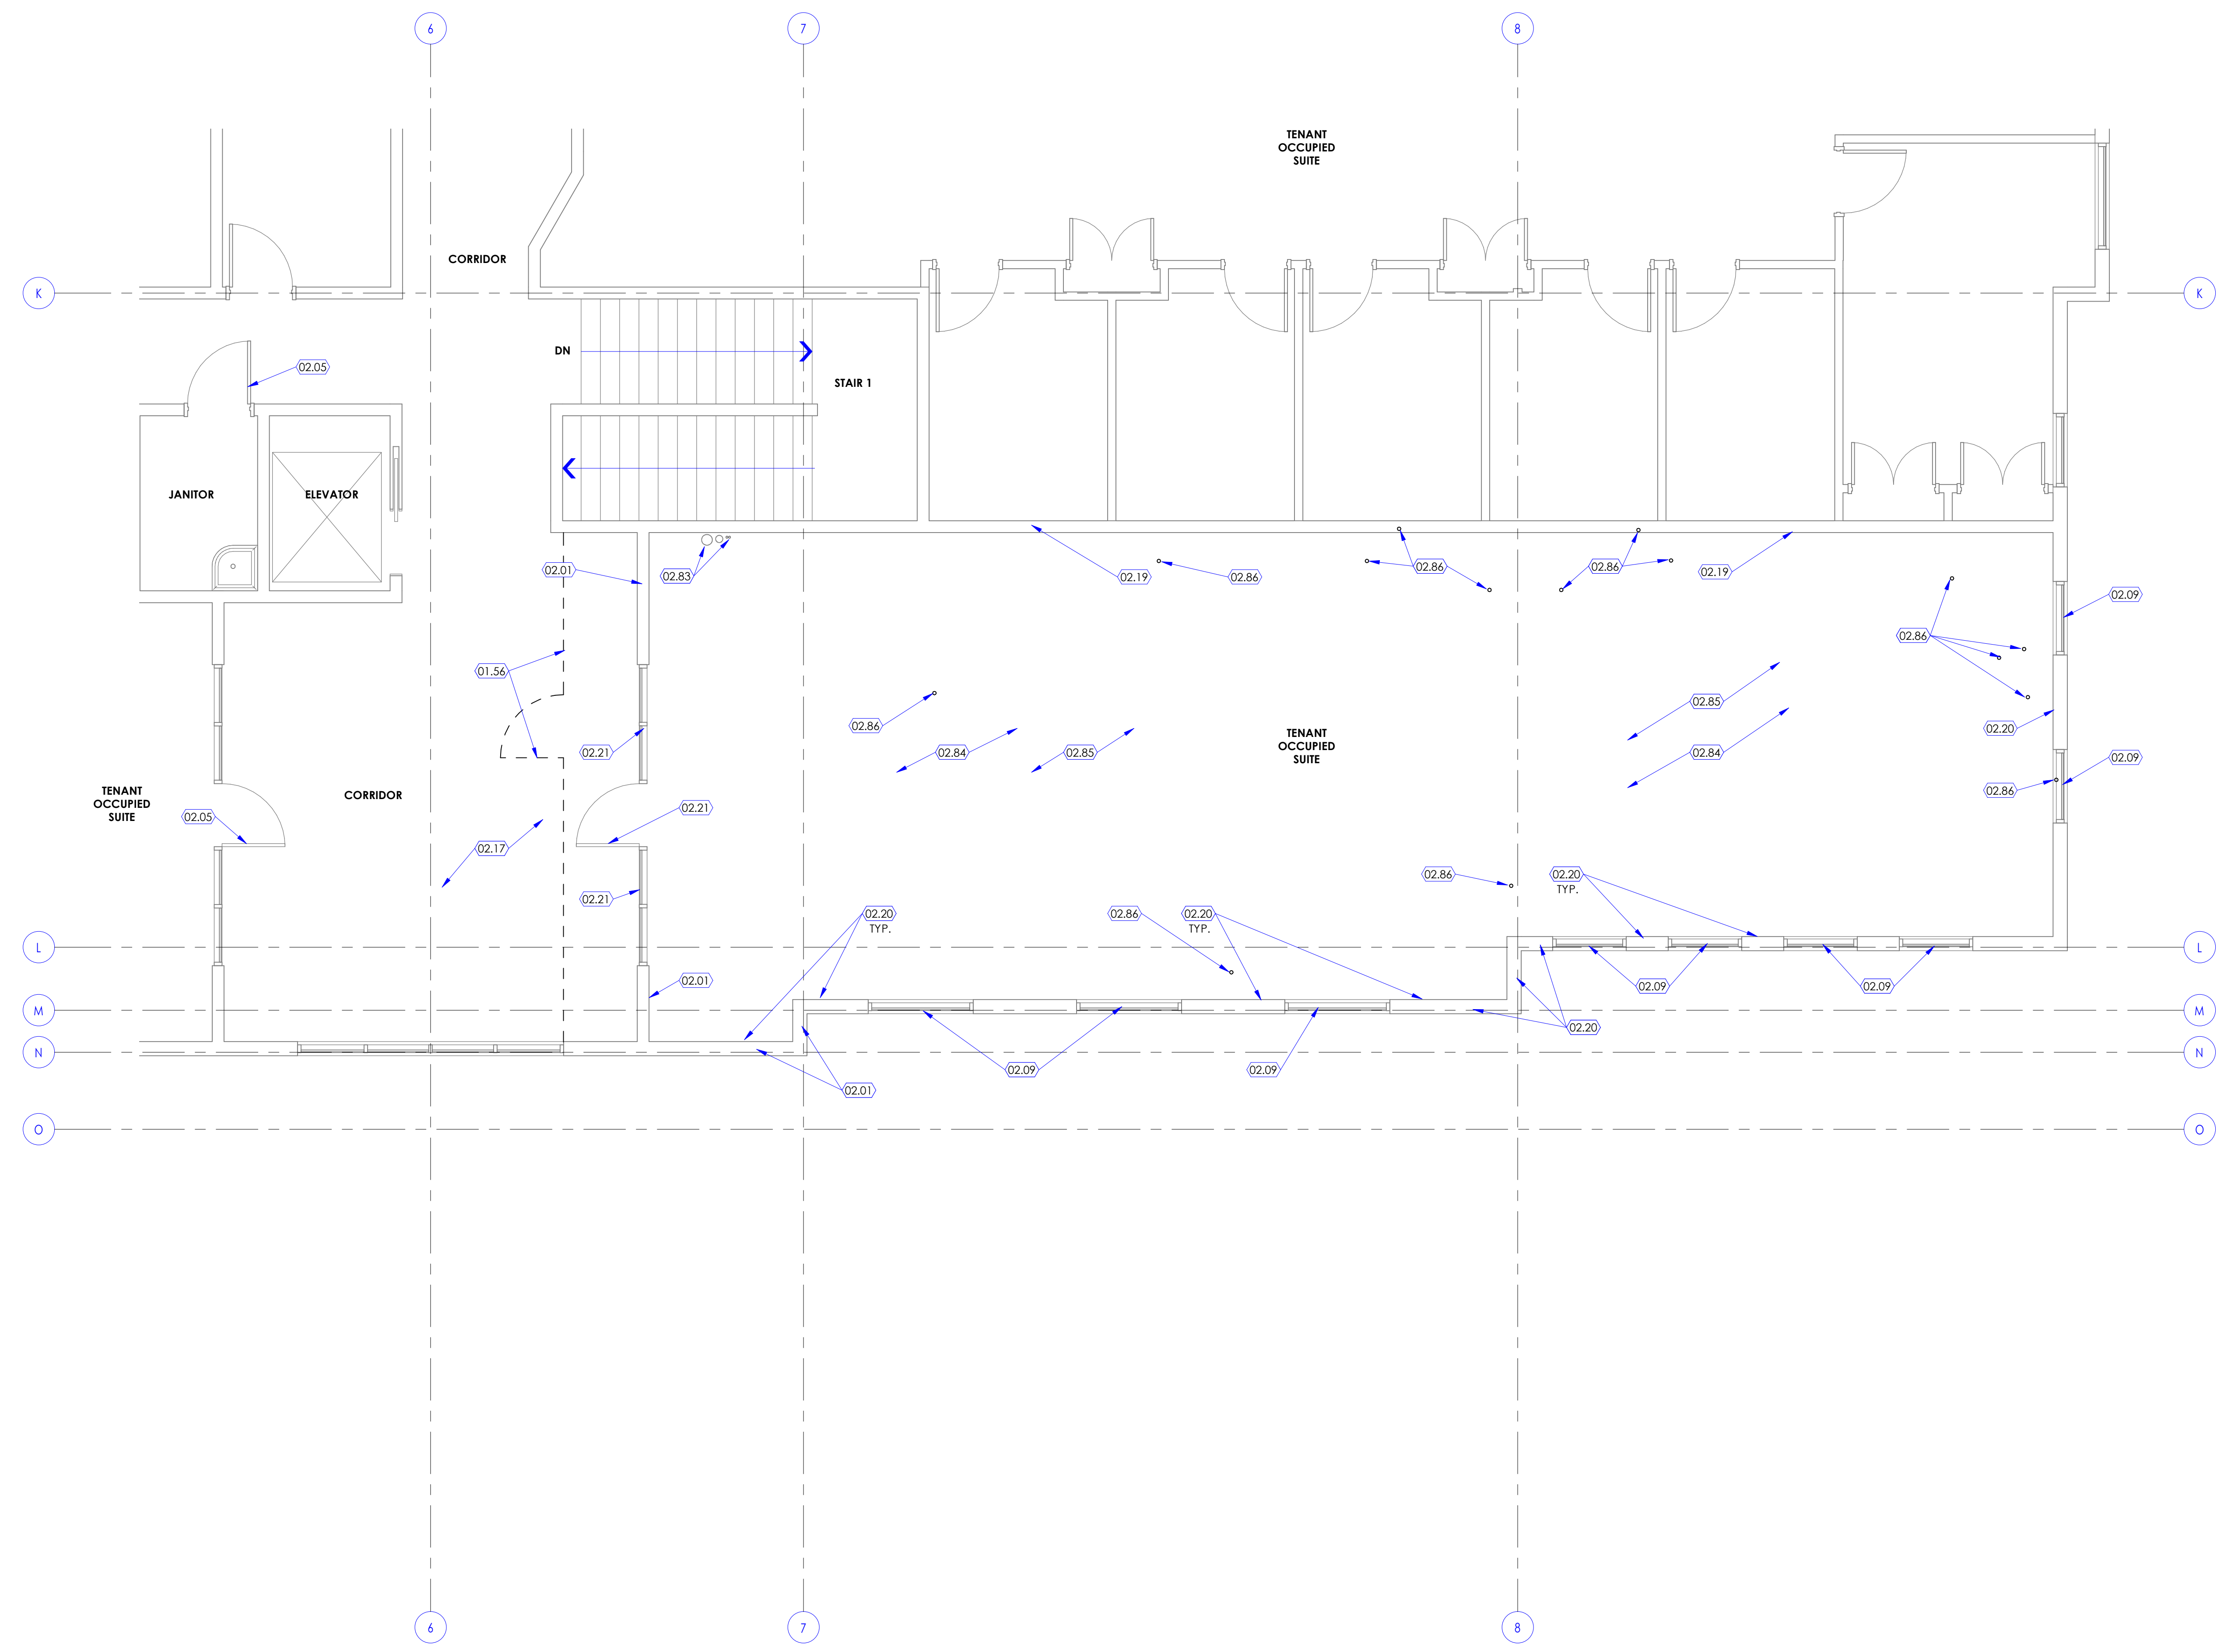 6
7
8
TENANT
OCCUPIED
SUITE
CORRIDOR
K
K
DN
02.05
STAIR 1
JANITOR
ELEVATOR
02.01
02.83
02.19
02.86
02.86
02.86
02.19
02.09
02.86
01.56
02.85
02.86
02.20
02.21
02.84
02.85
TENANT
OCCUPIED
SUITE
02.84
02.09
02.86
TENANT
OCCUPIED
SUITE
CORRIDOR
02.05
02.21
02.17
02.86
02.20
TYP.
02.21
02.20
TYP.
02.86
02.20
TYP.
L
L
02.01
02.09
02.09
M
M
02.20
N
N
02.09
02.09
02.01
O
O
6
7
8